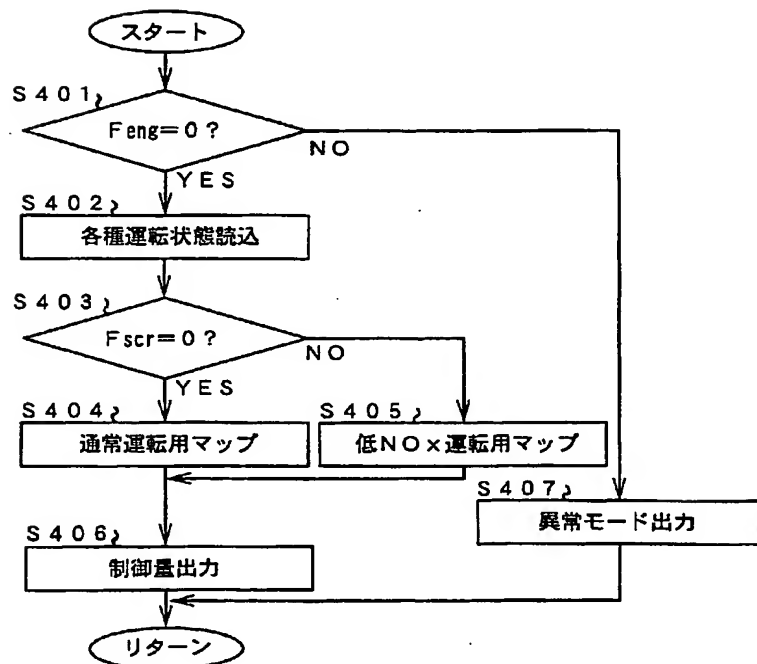 スタート
S401
Feng=0?
NO
YES
S402
各種運転状態読込
S403
Fscr=0?
NO
YES
S404
通常運転用マップ
S405
低NOx運転用マップ
S407
異常モード出力
S406
制御量出力
リターン